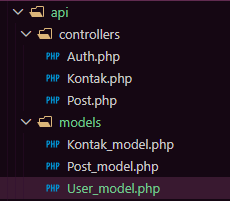 api
controllers
PHP Auth.php
PHP Kontak.php
PHP Post.php
models
PHP Kontak_model.php
PHP Post_model.php
PHP User_model.php